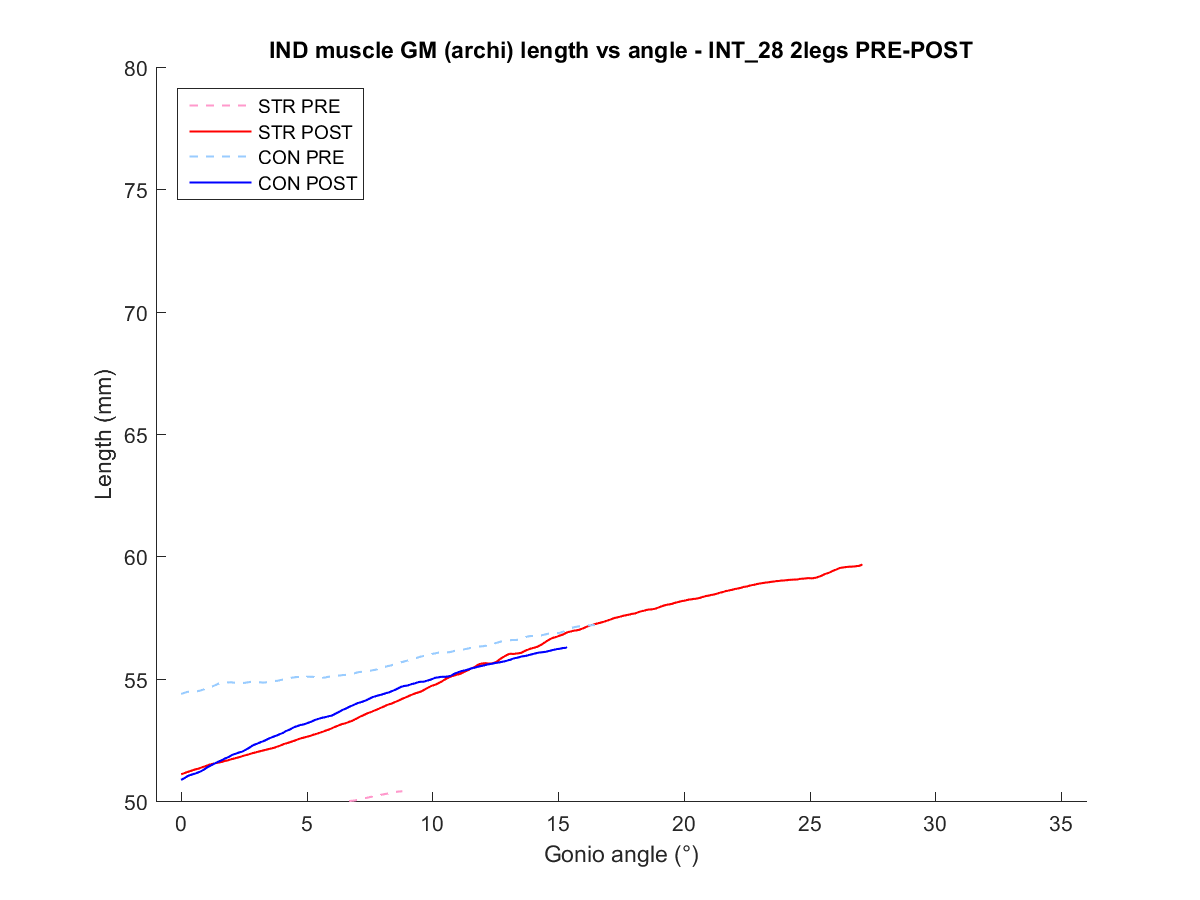 IND muscle GM (archi) length vs angle - INT_28 2legs PRE-POST
80
75
70
65
60
55
50
Length (mm)
STR PRE
STR POST
CON PRE
CON POST
0 5 10 15 20 25 30 35
Gonio angle (°)